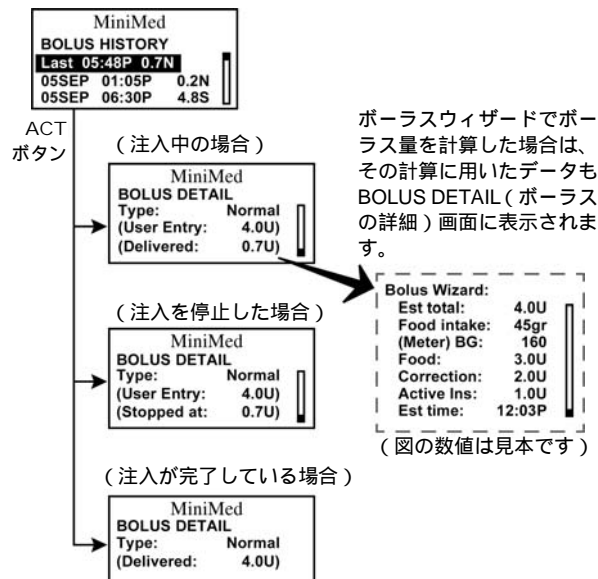 MiniMed
BOLUS HISTORY
Last 05:48P 0.7N
05SEP 01:05P 0.2N
05SEP 06:30P 4.8S
ACT
ボタン
（注入中の場合）
MiniMed
BOLUS DETAIL
Type: Normal
(User Entry: 4.0U)
(Delivered: 0.7U)
ボーラスウィザードでボー
ラス量を計算した場合は、
その計算に用いたデータも
BOLUS DETAIL（ボーラス
の詳細）画面に表示されま
す。
Bolus Wizard:
Est total: 4.0U
Food intake: 45gr
(Meter) BG: 160
Food: 3.0U
Correction: 2.0U
Active Ins: 1.0U
Est time: 12:03P
（図の数値は見本です）
（注入を停止した場合）
MiniMed
BOLUS DETAIL
Type: Normal
(User Entry: 4.0U)
(Stopped at: 0.7U)
（注入が完了している場合）
MiniMed
BOLUS DETAIL
Type: Normal
(Delivered: 4.0U)